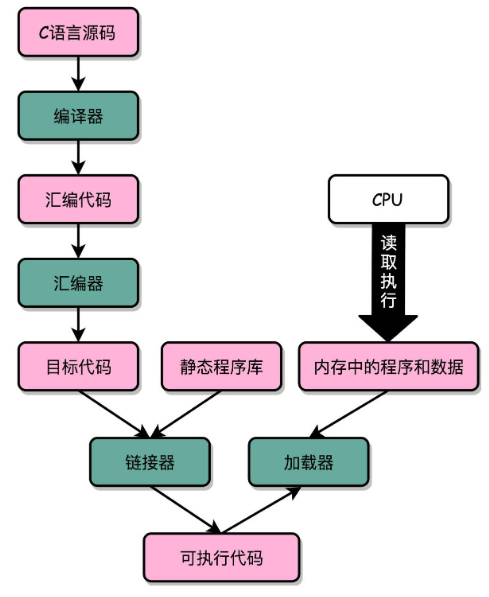 C语言源码
编译器
汇编代码
CPU
汇编器
读取执行
目标代码
静态程序库
内存中的程序和数据
链接器
加载器
可执行代码